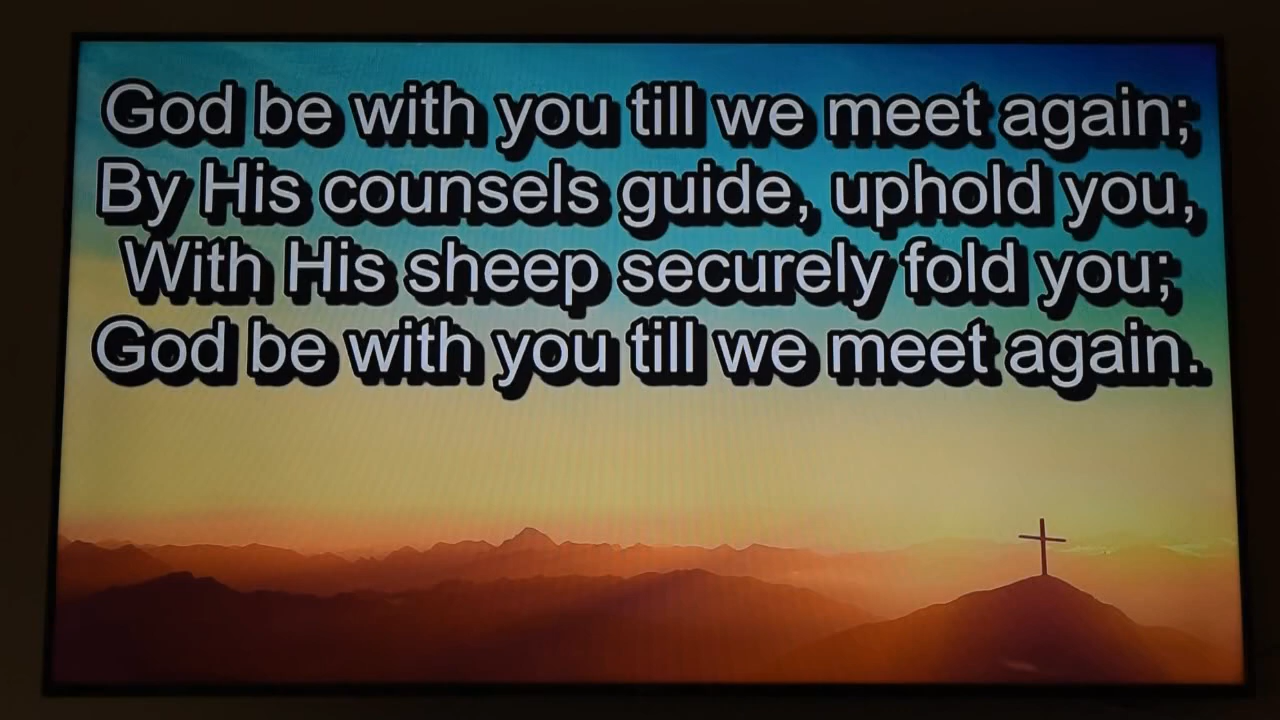 God be with you till we meet again;
By His counsels guide, uphold you,
With His sheep securely fold you;
God be with you till we meet again.